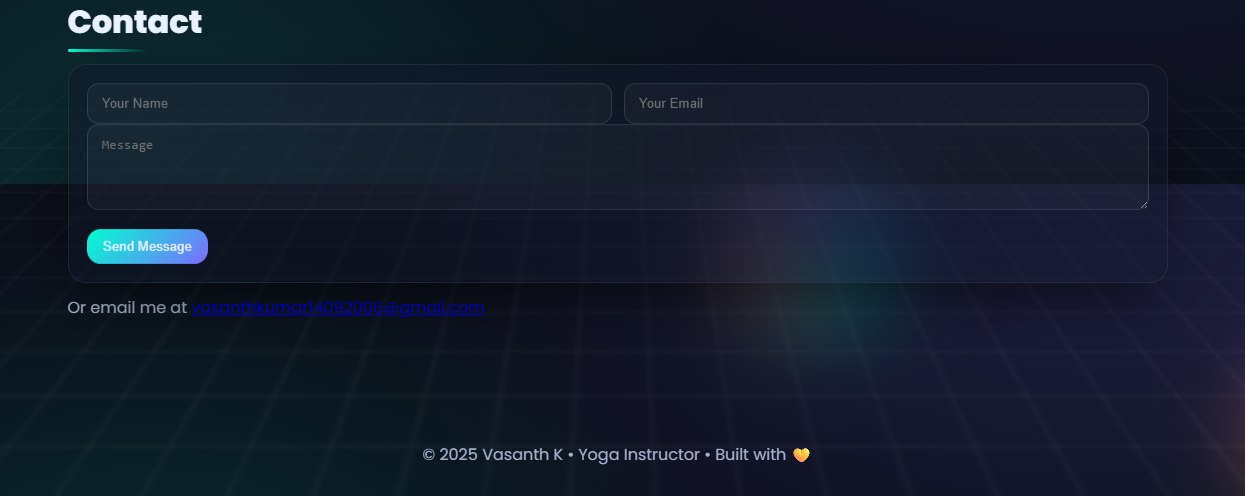 Contact
Your Name
Your Email
Message
Send Message
Or email me at vasanthkumar14092006@gmail.com
© 2025 Vasanth K • Yoga Instructor • Built with 💛